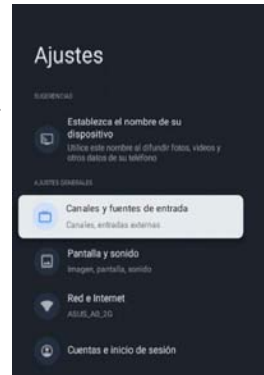 Ajustes
SUGERENCIAS
Establezca el nombre de su
dispositivo
Utilice este nombre al difundir fotos, videos y
otros datos de su teléfono
AJUSTES GENERALES
Canales y fuentes de entrada
Canales, entradas externas
Pantalla y sonido
Imagen, pantalla, sonido
Red e Internet
ASUS_A0_2G
Cuentas e inicio de sesión